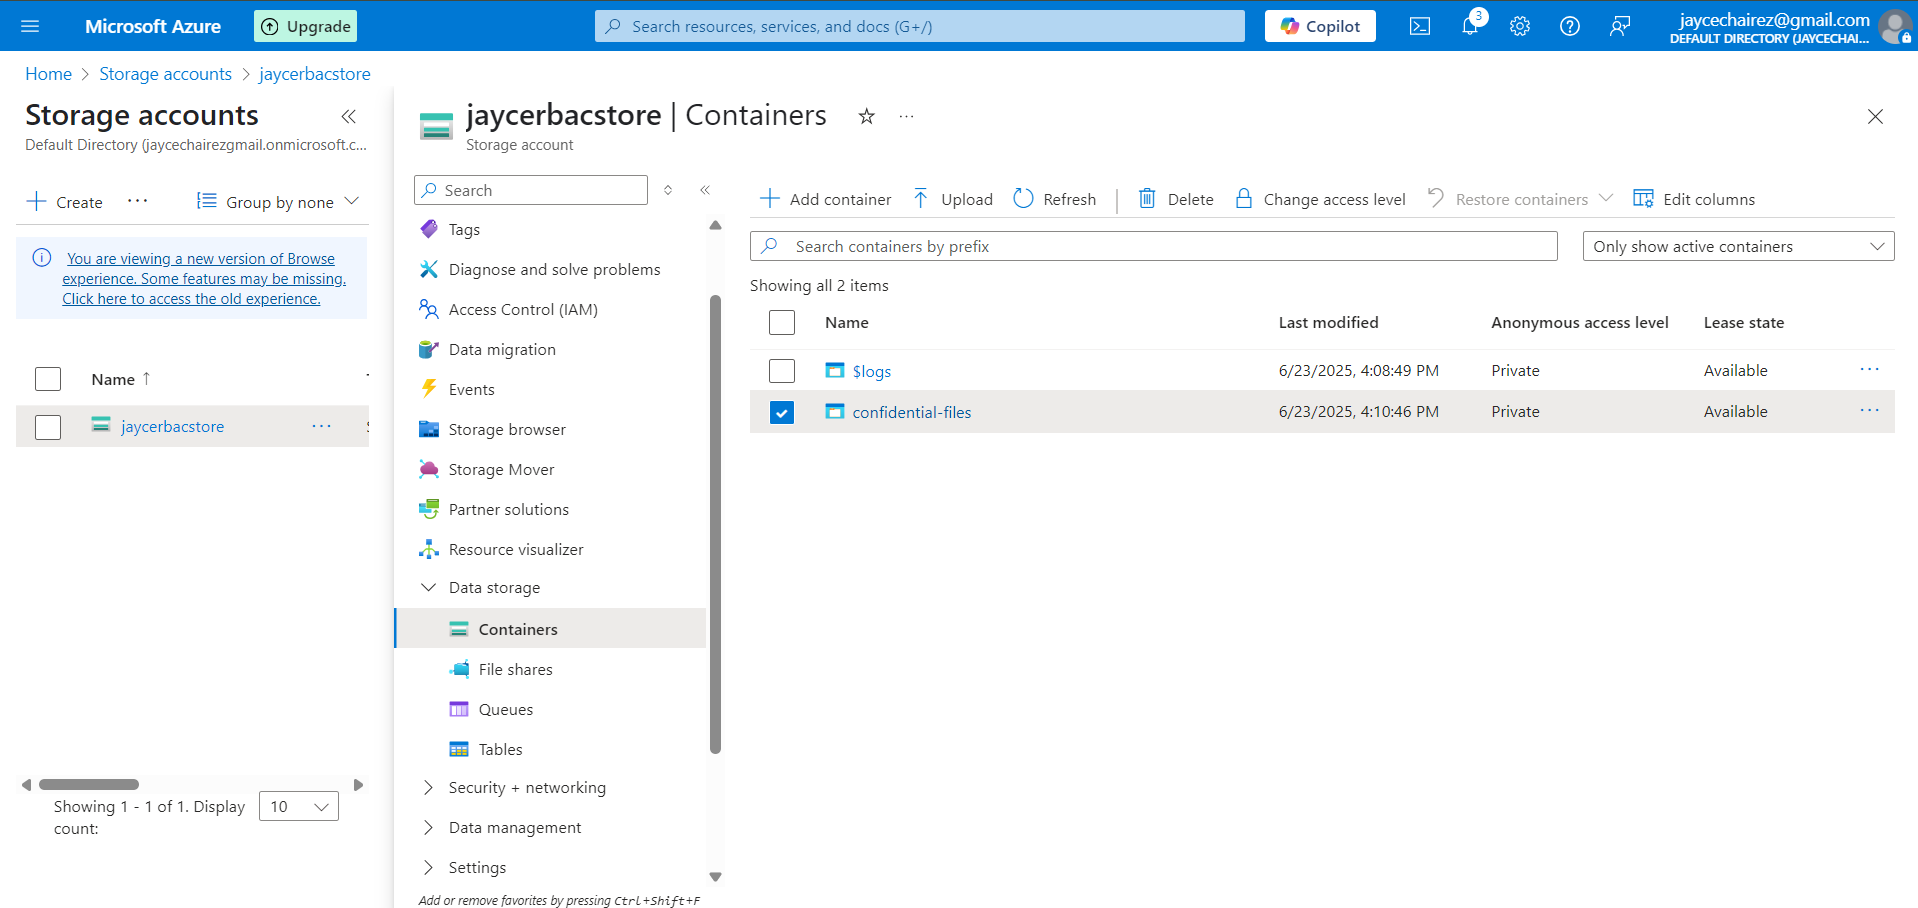 Microsoft Azure
Upgrade
Search resources, services, and docs (G+/)
Copilot
3
jaycechairez@gmail.com
DEFAULT DIRECTORY (JAYCECHAI...
Home > Storage accounts > jaycerbacstore
Storage accounts
Default Directory (jaycechairezgmail.onmicrosoft.c...
Create
Group by none
You are viewing a new version of Browse
experience. Some features may be missing.
Click here to access the old experience.
Name ↑
jaycerbacstore
Showing 1 - 1 of 1. Display
count:
10
jaycerbacstore | Containers
Storage account
Search
Tags
Diagnose and solve problems
Access Control (IAM)
Data migration
Events
Storage browser
Storage Mover
Partner solutions
Resource visualizer
Data storage
Containers
File shares
Queues
Tables
Security + networking
Data management
Settings
Add or remove favorites by pressing Ctrl+Shift+F
Add container
Upload
Refresh
Delete
Change access level
Restore containers
Edit columns
Search containers by prefix
Only show active containers
Showing all 2 items
Name Last modified Anonymous access level Lease state
$logs 6/23/2025, 4:08:49 PM Private Available
confidential-files 6/23/2025, 4:10:46 PM Private Available